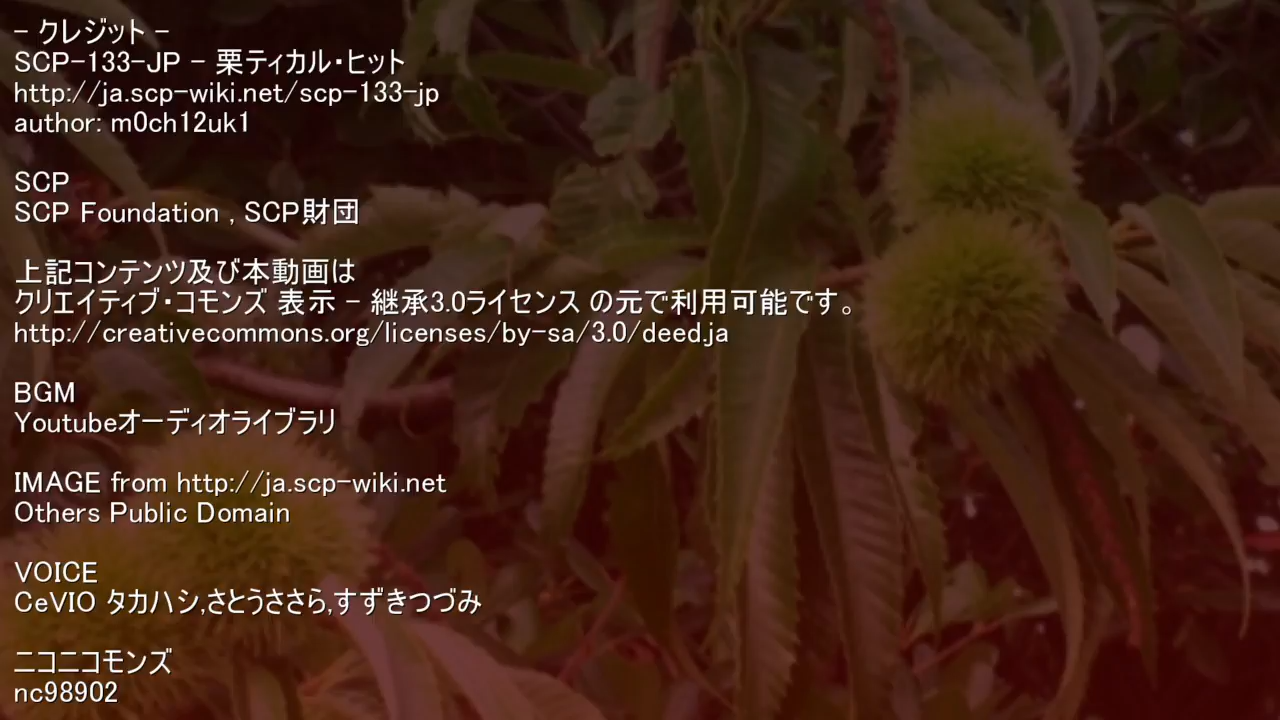 - クレジット -
SCP-133-JP - 栗ティカル・ヒット
http://ja.scp-wiki.net/scp-133-jp
author: m0ch12uk1
SCP
SCP Foundation , SCP財団
上記コンテンツ及び本動画は
クリエイティブ・コモンズ 表示 - 継承3.0ライセンス の元で利用可能です。
http://creativecommons.org/licenses/by-sa/3.0/deed.ja
BGM
Youtubeオーディオライブラリ
IMAGE from http://ja.scp-wiki.net
Others Public Domain
VOICE
CeVIO タカハシ,さとうささら,すずきつづみ
ニコニコモンズ
nc98902